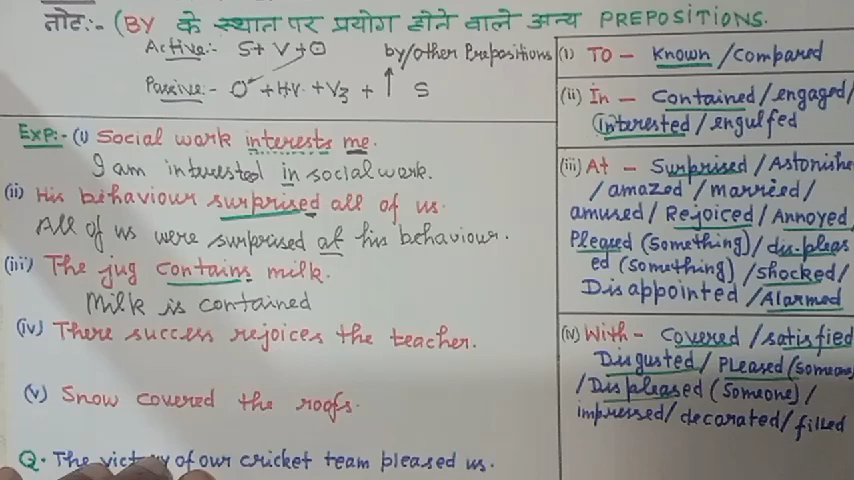 नोट:- (BY के स्थान पर प्रयोग होने वाले अन्य PREPOSITIONS.
Active:- S+ V +O by/other Prepositions
Passive:- O + H.V. + V3 + ↑ S
Exp:- (i) Social work interests me.
I am interested in social work.
(ii) His behaviour surprised all of us.
All of us were surprised at his behaviour.
(iii) The jug contains milk.
Milk is contained
(iv) There success rejoices the teacher.
(v) Snow covered the roofs.
Q. The victory of our cricket team pleased us.
(i) TO - Known /Compared
(ii) In - Contained/engaged/
interested/engulfed
(iii) At - Surprised/Astonishe
/amazed /married/
amused/ Rejoiced/Annoyed
Pleased (Something)/displeas
ed (Something) /shocked/
Disappointed /Alarmed
(iv) With - Covered /satisfied
Disgusted/ Pleased (Someone)
/Displeased (Someone)/
impressed/ decorated/ filled